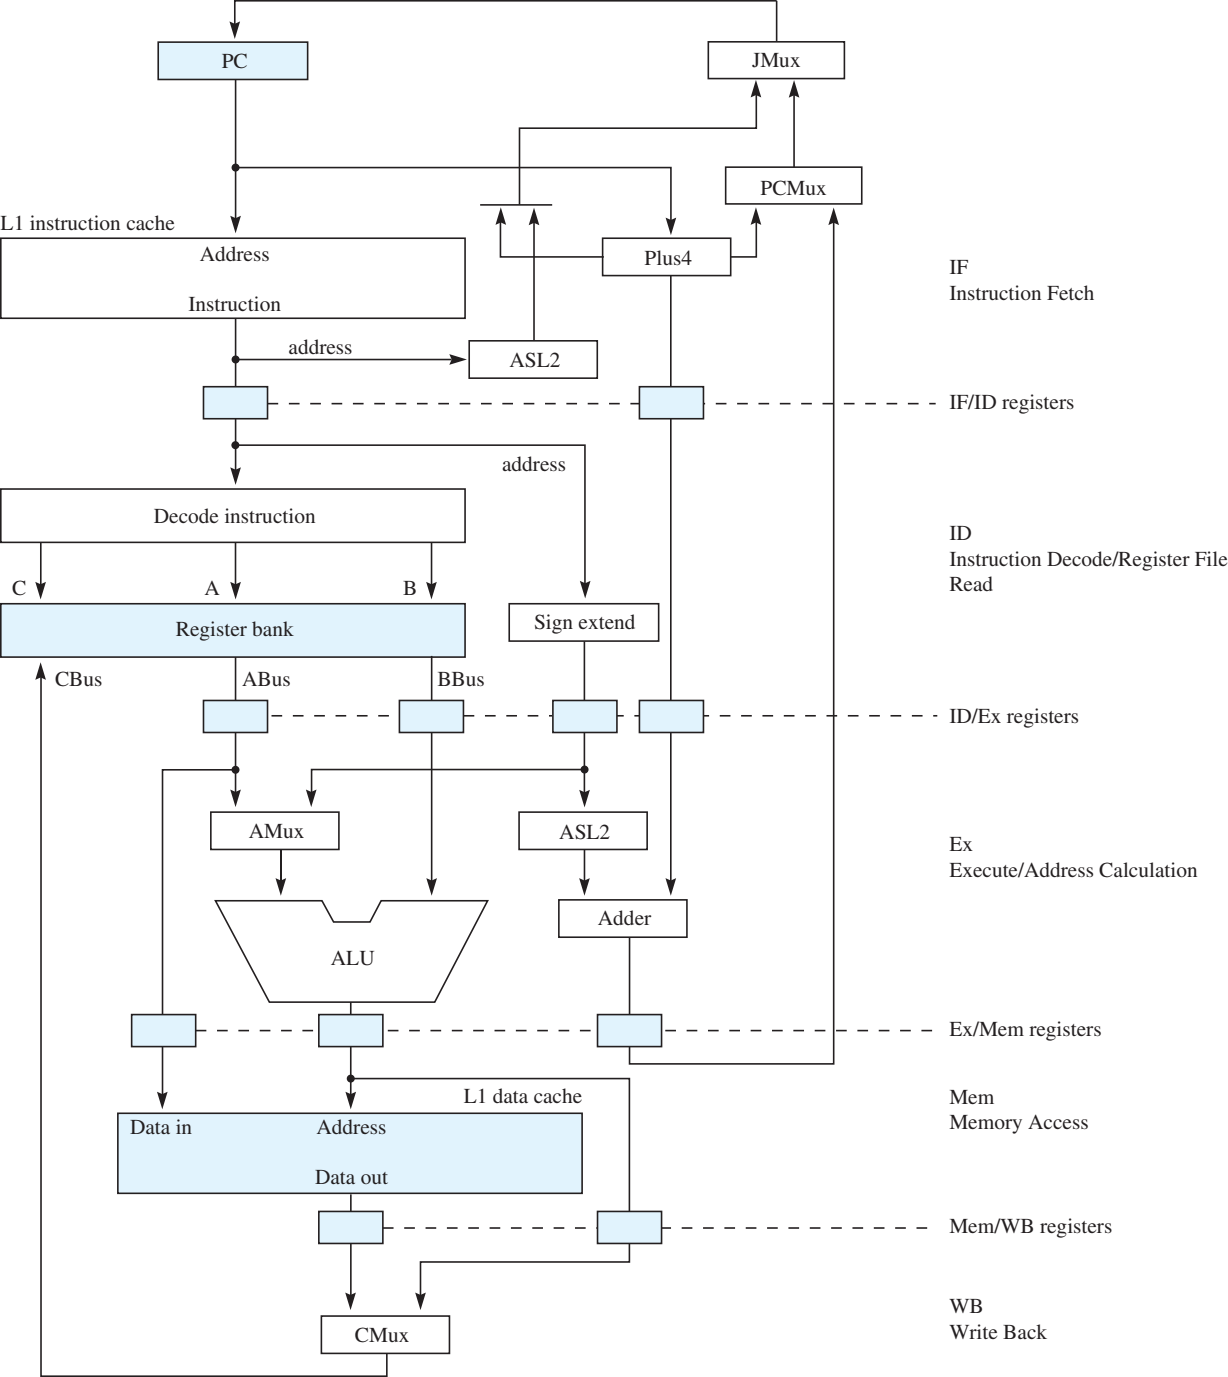 PC
JMux
PCMux
L1 instruction cache
Address
Plus4
Instruction
IF
Instruction Fetch
address
ASL2
IF/ID registers
address
Decode instruction
ID
Instruction Decode/Register File
Read
C
A
B
Register bank
Sign extend
CBus
ABus
BBus
ID/Ex registers
AMux
ASL2
Ex
Execute/Address Calculation
Adder
ALU
Ex/Mem registers
L1 data cache
Mem
Memory Access
Data in
Address
Data out
Mem/WB registers
WB
Write Back
CMux